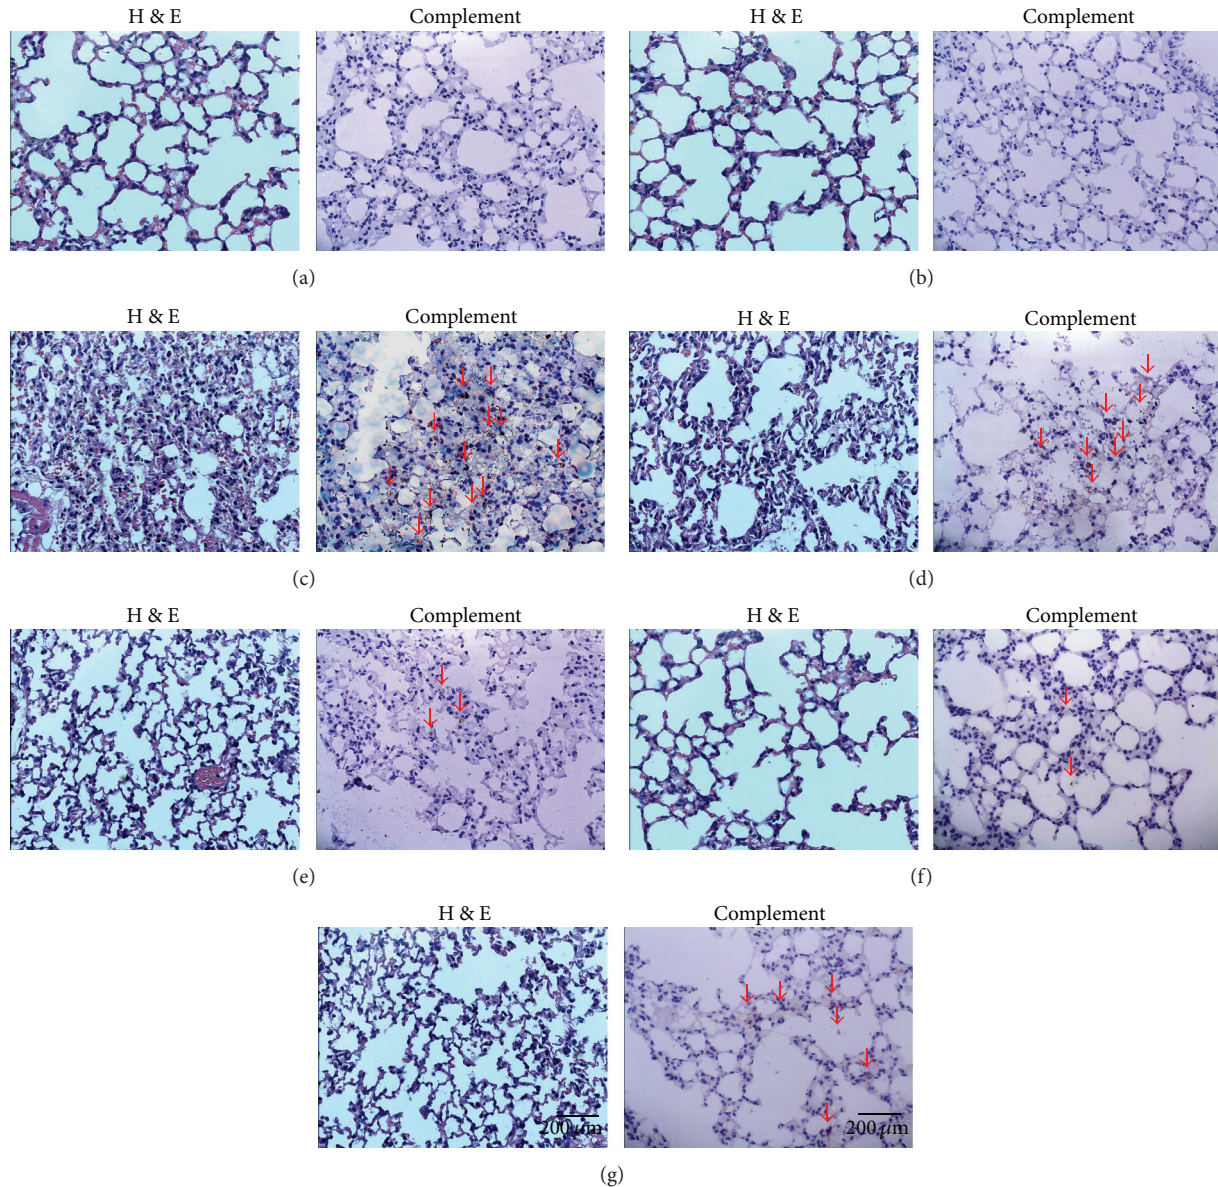 H & E Complement H & E Complement
(a) (b)
H & E Complement H & E Complement
(c) (d)
H & E Complement H & E Complement
(e) (f)
H & E Complement
200 μm 200 μm
(g)